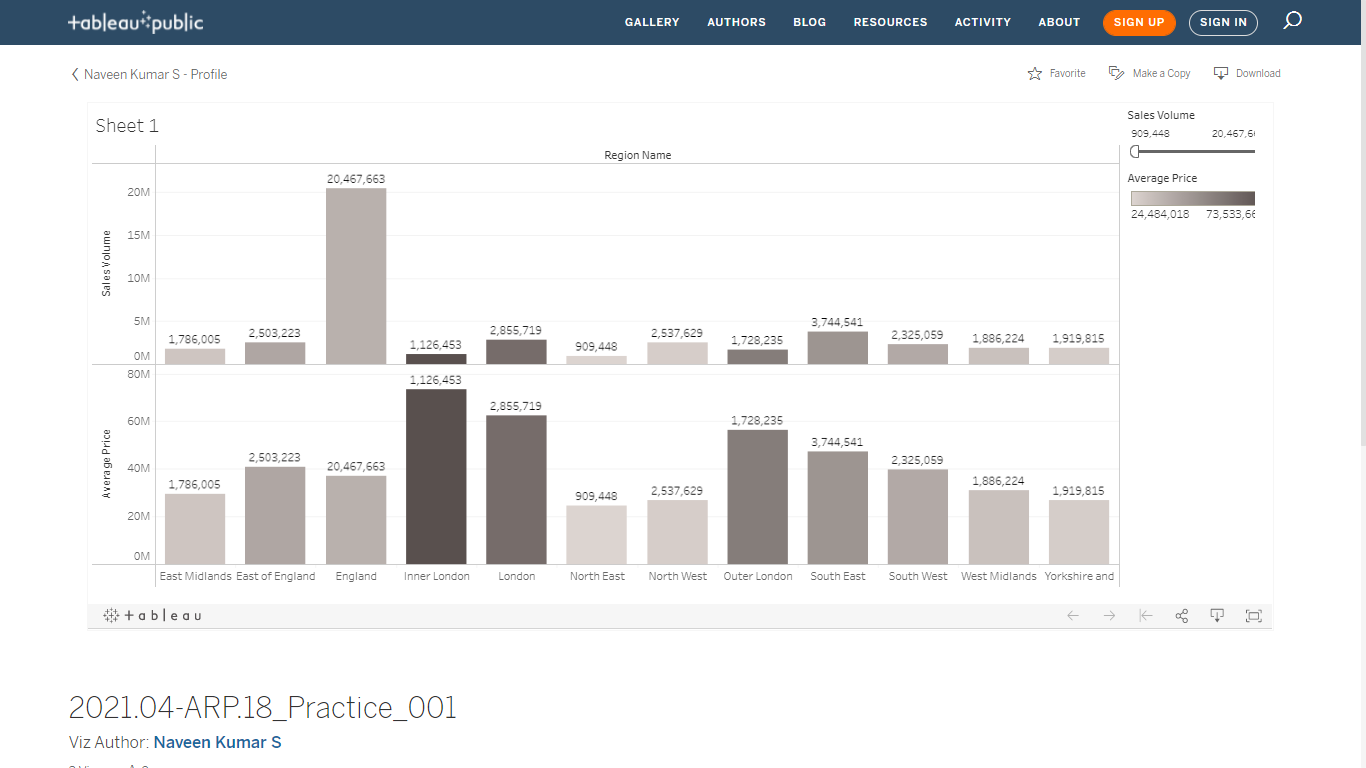 +ableau public GALLERY AUTHORS BLOG RESOURCES ACTIVITY ABOUT SIGN UP SIGN IN
Naveen Kumar S - Profile Favorite Make a Copy Download
Sheet 1
Region Name
Sales Volume
20M
15M
10M
5M
0M
1,786,005 2,503,223 20,467,663 1,126,453 2,855,719 909,448 2,537,629 1,728,235 3,744,541 2,325,059 1,886,224 1,919,815
Average Price
80M
60M
40M
20M
0M
1,786,005 2,503,223 20,467,663 1,126,453 2,855,719 909,448 2,537,629 1,728,235 3,744,541 2,325,059 1,886,224 1,919,815
East Midlands East of England England Inner London London North East North West Outer London South East South West West Midlands Yorkshire and
Sales Volume
909,448 20,467,6
Average Price
24,484,018 73,533,6
+ableau
2021.04-ARP.18_Practice_001
Viz Author: Naveen Kumar S